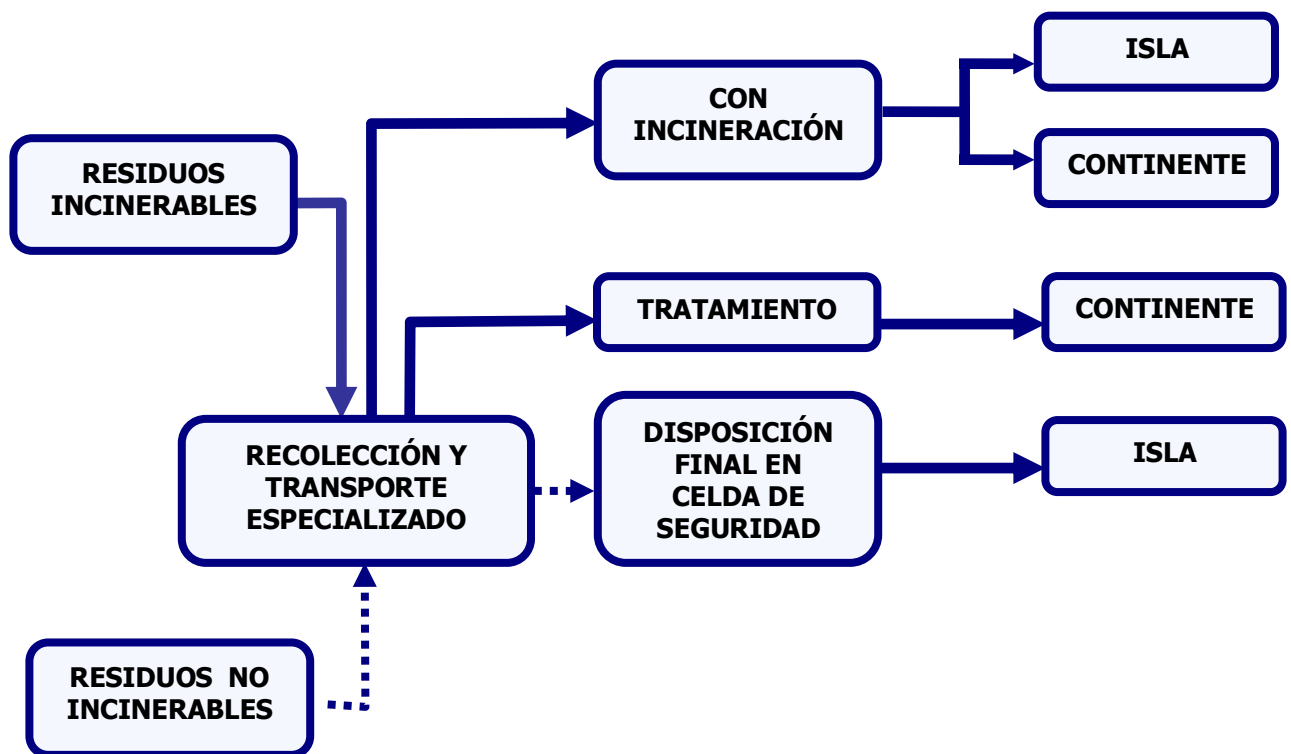 RESIDUOS
INCINERABLES
CON
INCINERACIÓN
ISLA
CONTINENTE
TRATAMIENTO
CONTINENTE
RECOLECCIÓN Y
TRANSPORTE
ESPECIALIZADO
DISPOSICIÓN
FINAL EN
CELDA DE
SEGURIDAD
ISLA
RESIDUOS NO
INCINERABLES